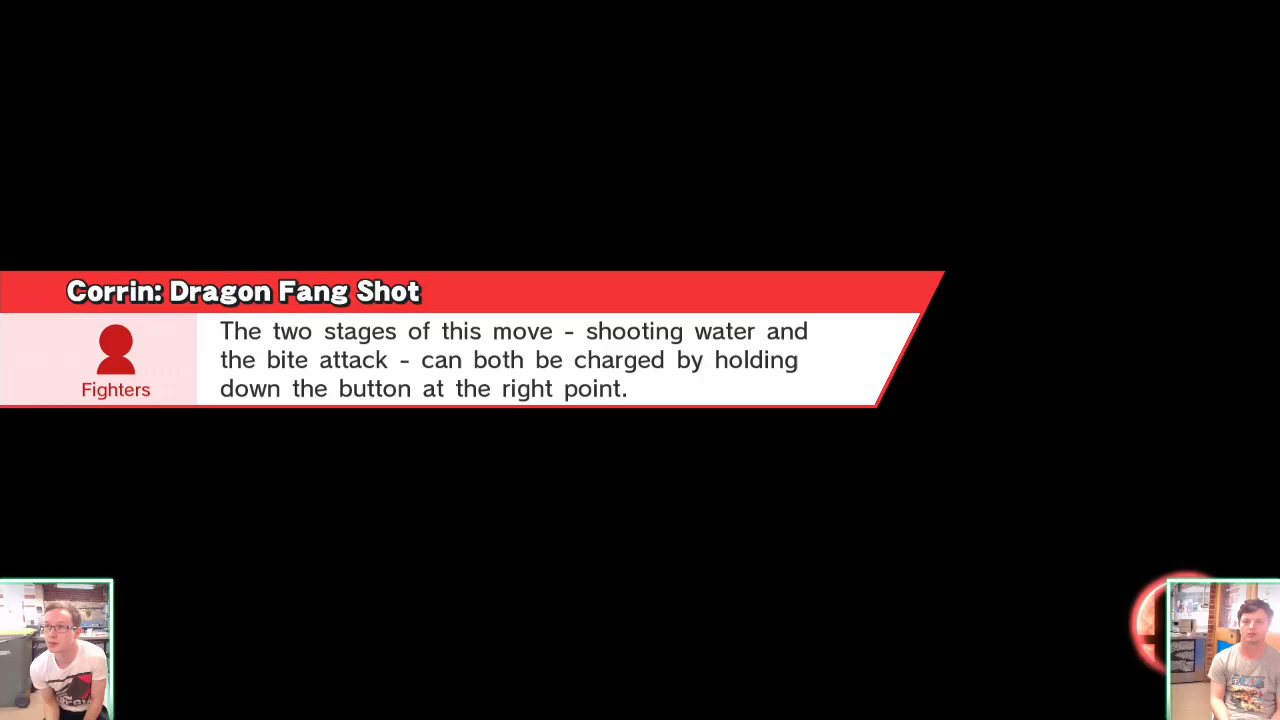 Corrin: Dragon Fang Shot
The two stages of this move - shooting water and
the bite attack - can both be charged by holding
down the button at the right point.
Fighters